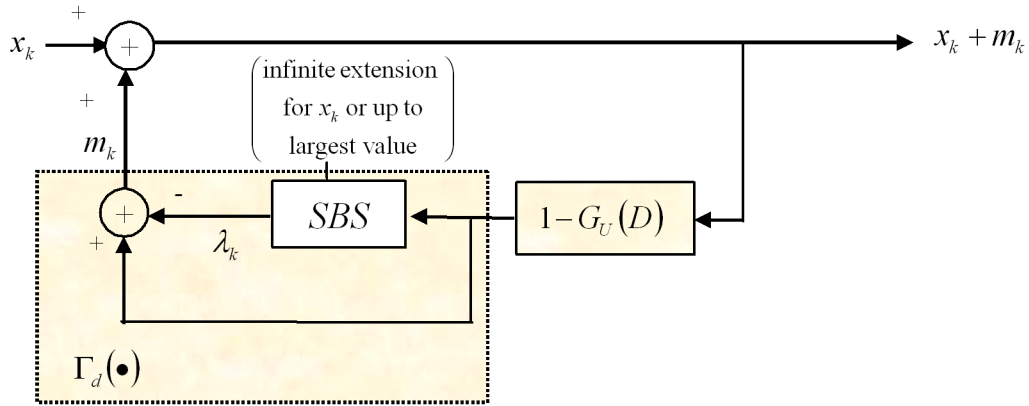 +
x_k
+
x_k + m_k
+
m_k
(infinite extension
for x_k or up to
largest value)
-
+
+
λ_k
SBS
1 − G_U(D)
Γ_d(•)